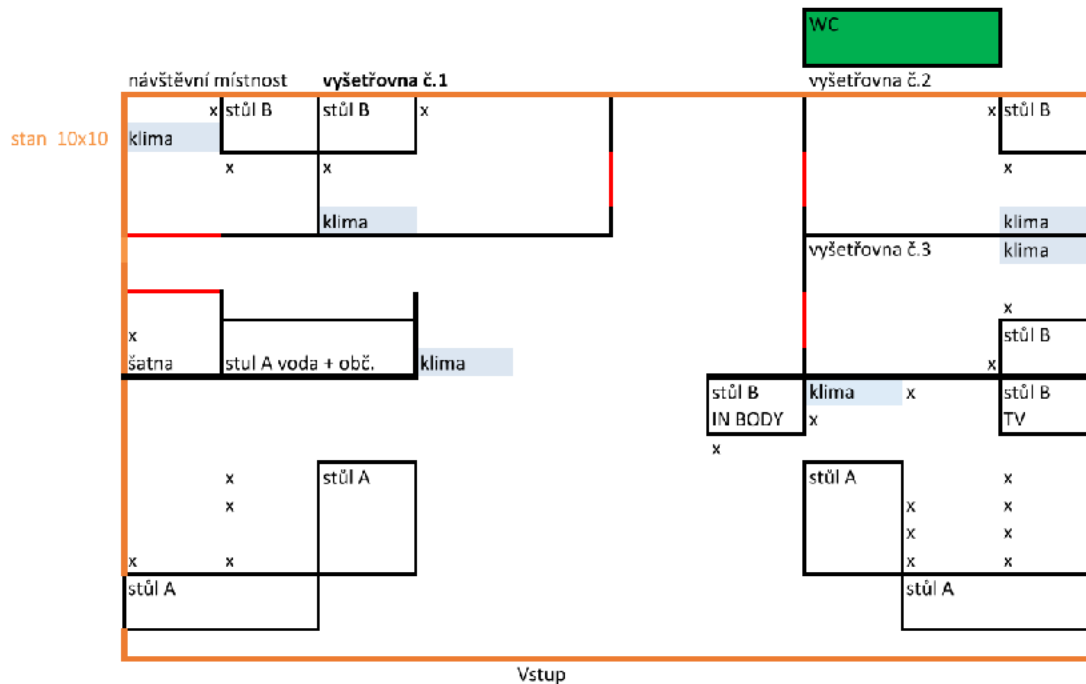 WC
návštěvní místnost vyšetřovna č.1 vyšetřovna č.2
x stůl B stůl B x x stůl B
stan 10x10 klima
x x x
klima klima
vyšetřovna č.3 klima
x
x stůl B
šatna stul A voda + obč. klima x
stůl B klima x stůl B
IN BODY x TV
x
x stůl A stůl A x
x x x
x x
x x x x
stůl A stůl A
Vstup